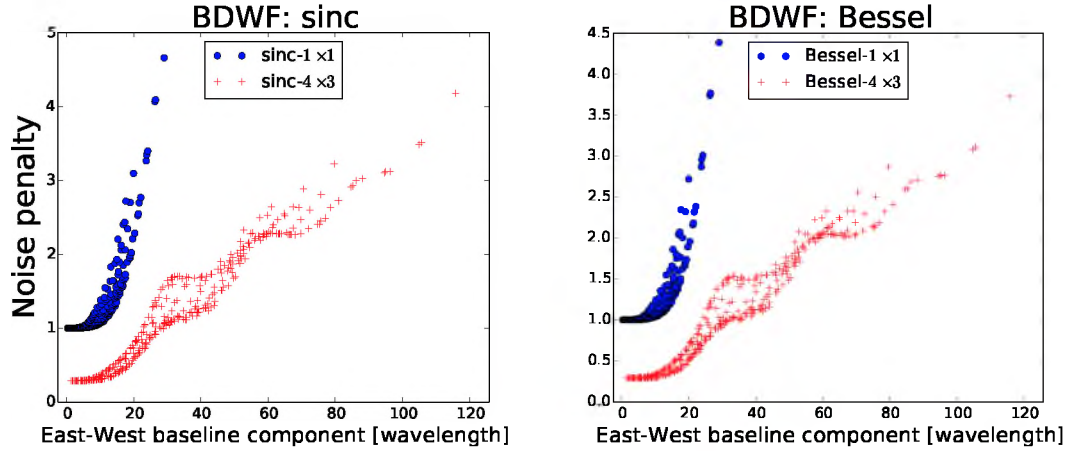 BDWF: sinc
5
4
3
2
1
0
Noise penalty
sinc-1 ×1
sinc-4 ×3
0 20 40 60 80 100 120
East-West baseline component [wavelength]
BDWF: Bessel
4.5
4.0
3.5
3.0
2.5
2.0
1.5
1.0
0.5
0.0
Bessel-1 ×1
Bessel-4 ×3
0 20 40 60 80 100 120
East-West baseline component [wavelength]